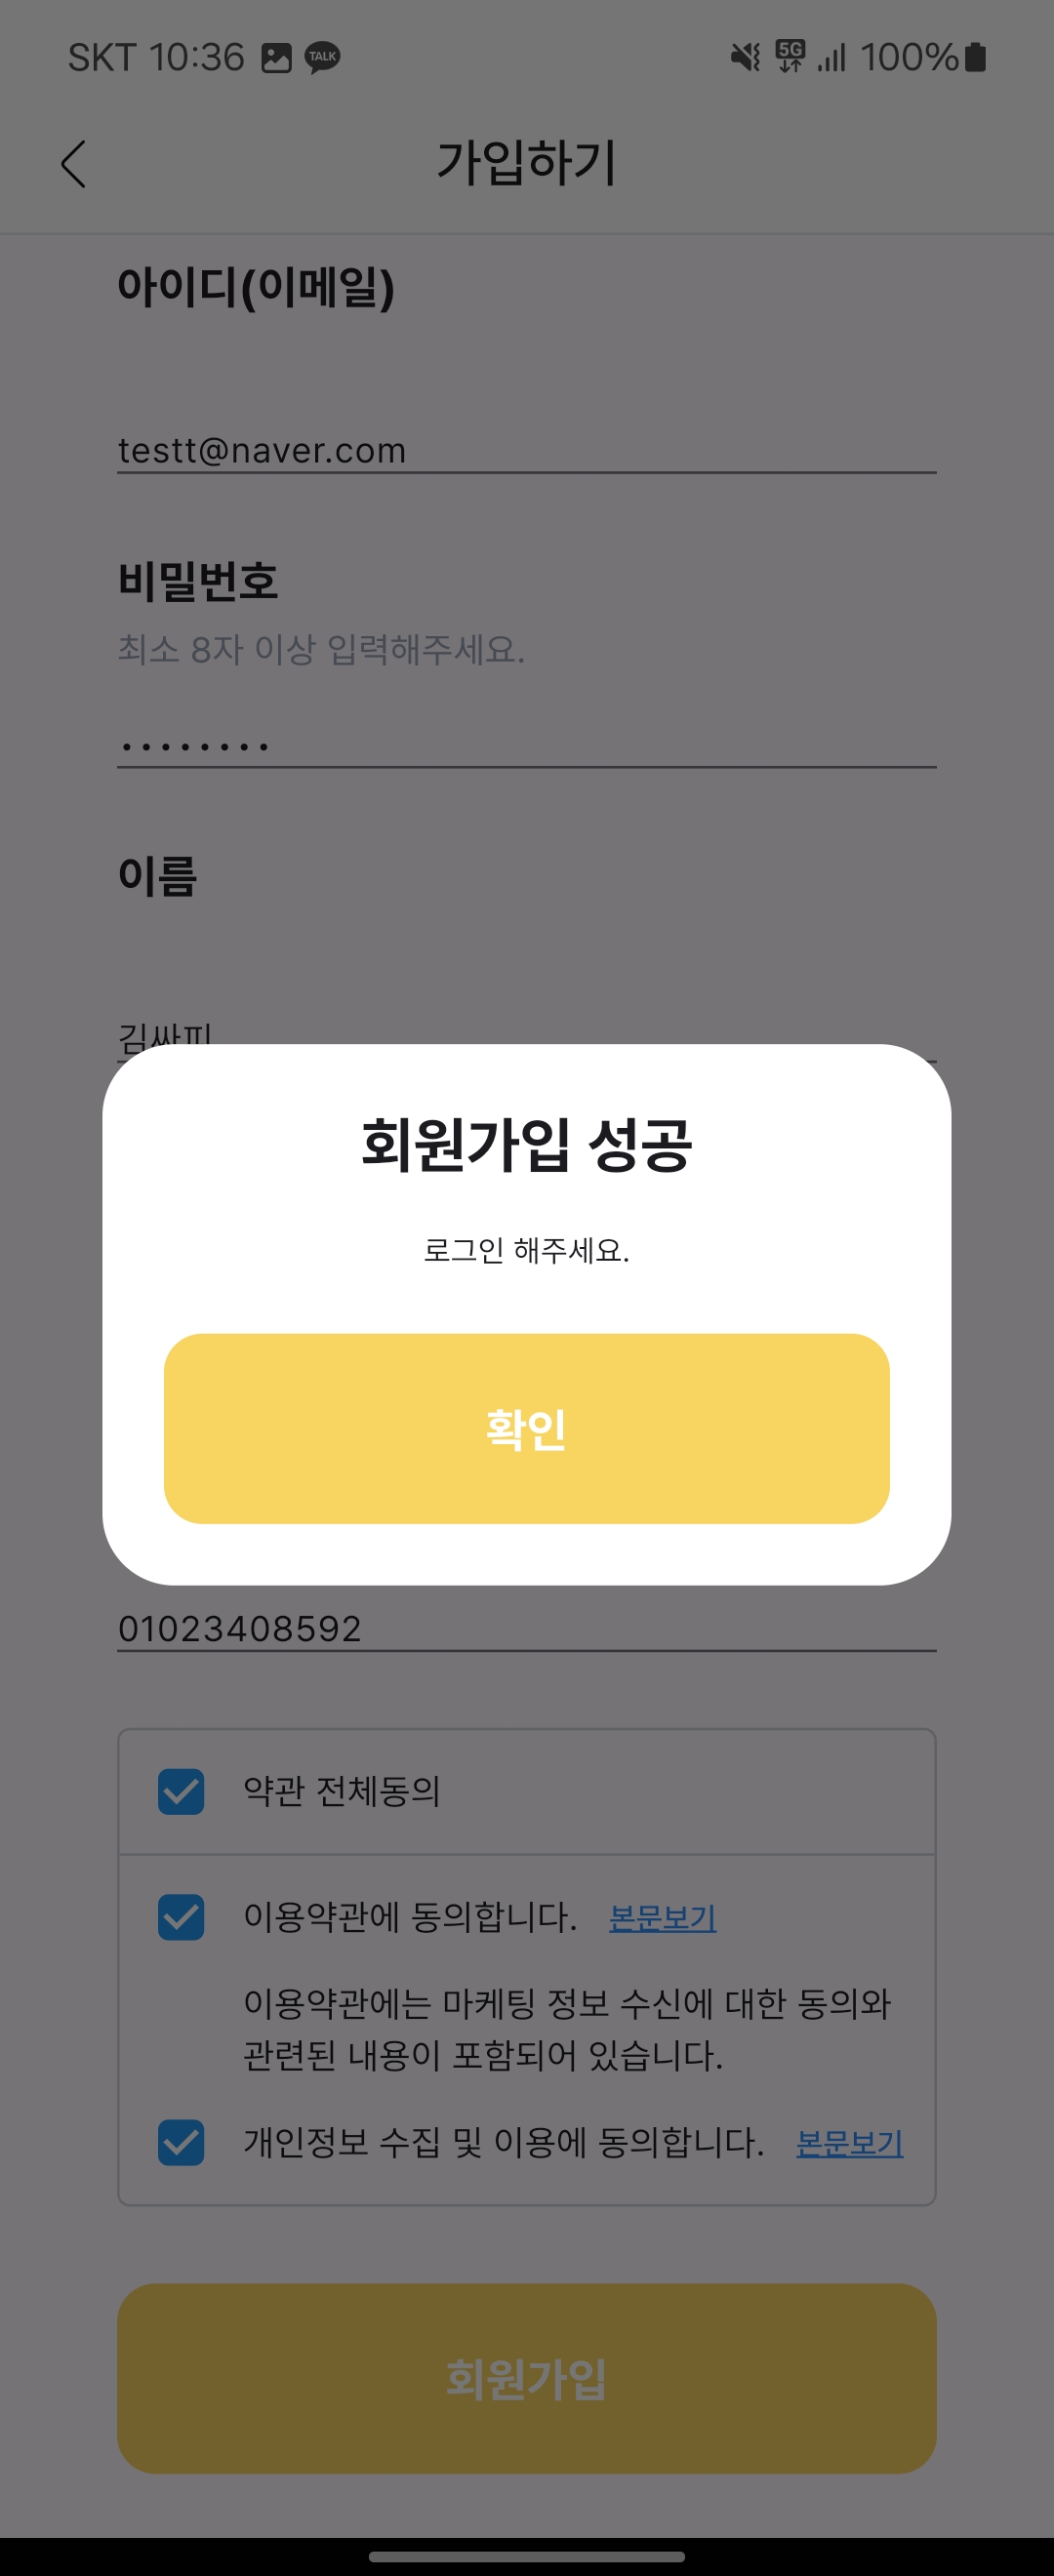 SKT 10:36 TALK 5G 100%
가입하기
아이디(이메일)
testt@naver.com
비밀번호
최소 8자 이상 입력해주세요.
••••••••
이름
김싸피
회원가입 성공
로그인 해주세요.
확인
01023408592
약관 전체동의
이용약관에 동의합니다. 본문보기
이용약관에는 마케팅 정보 수신에 대한 동의와
관련된 내용이 포함되어 있습니다.
개인정보 수집 및 이용에 동의합니다. 본문보기
회원가입